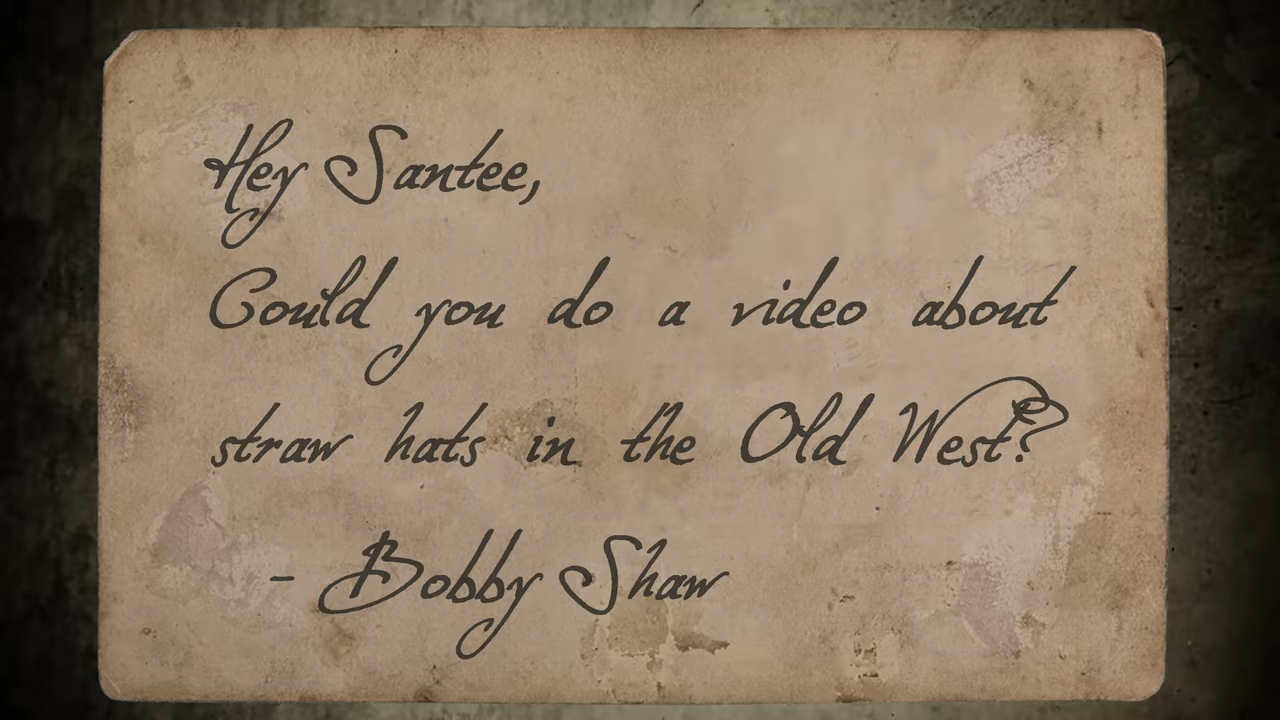 Hey Santee,
Could you do a video about
straw hats in the Old West?
- Bobby Shaw